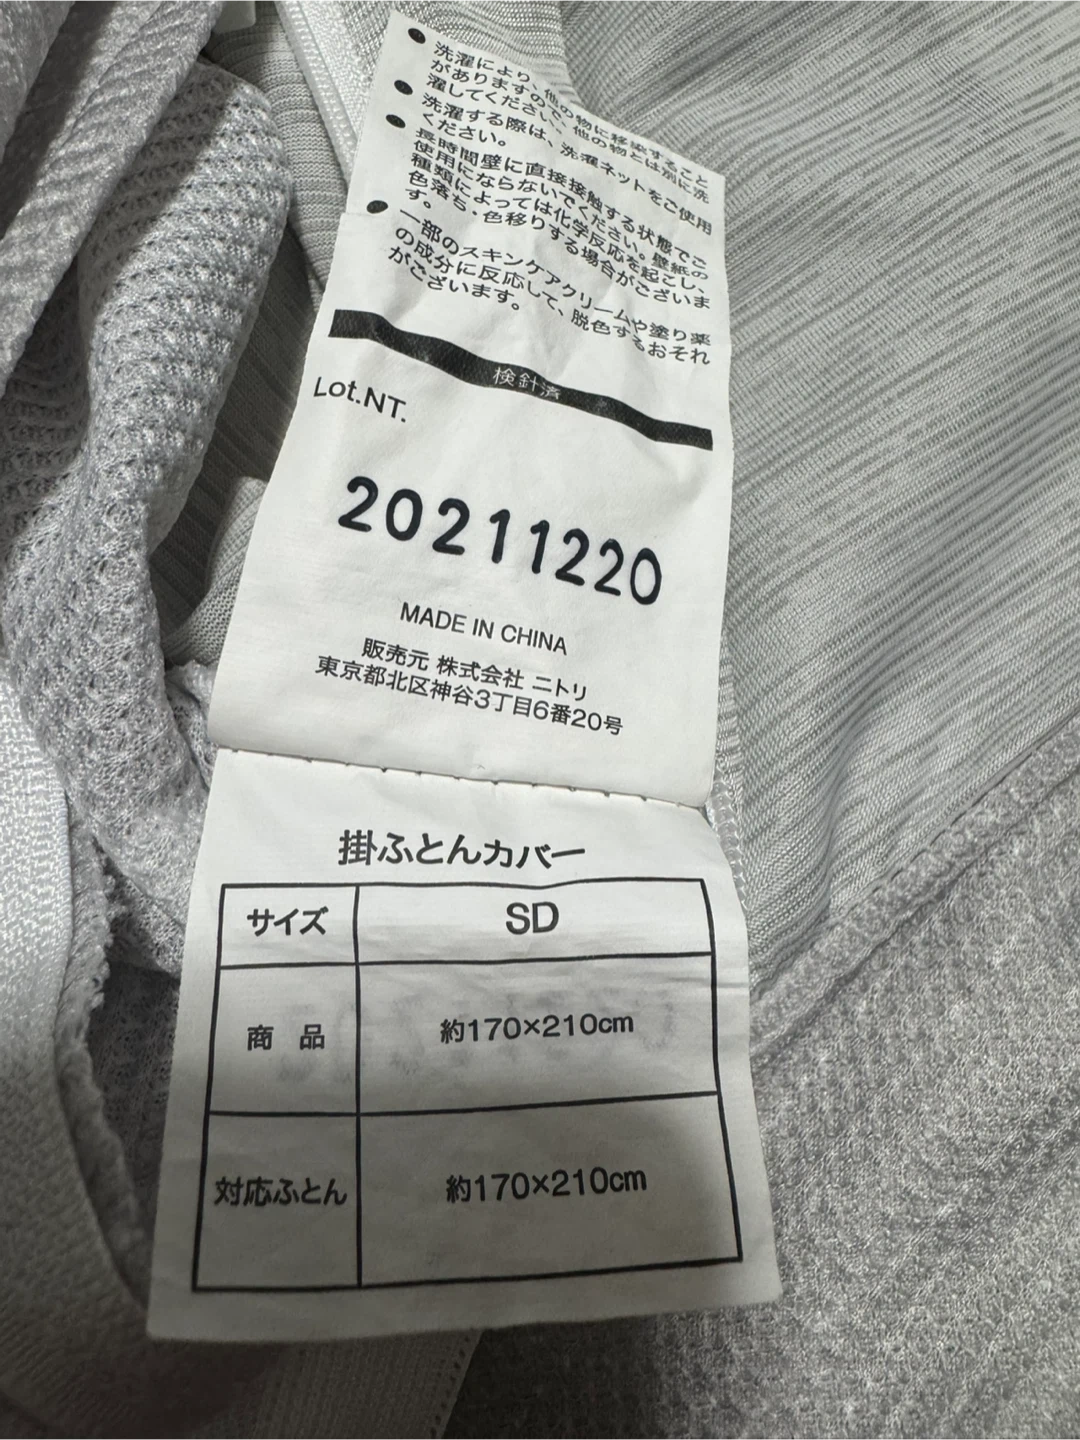 ● 洗濯により、他の物に移染すること
がありますので、他の物とは別に洗
濯してください。
● 洗濯する際は、洗濯ネットをご使用
ください。
● 長時間壁に直接接触する状態でご
使用にならないでください。壁紙の
種類によっては化学反応を起こし、
色落ち・色移りする場合がございま
す。
● 一部のスキンケアクリームや塗り薬
の成分に反応して、脱色するおそれ
がございます。
検針済
Lot.NT.
20211220
MADE IN CHINA
販売元 株式会社 ニトリ
東京都北区神谷3丁目6番20号
掛ふとんカバー
サイズ SD
商 品 約170×210cm
対応ふとん 約170×210cm